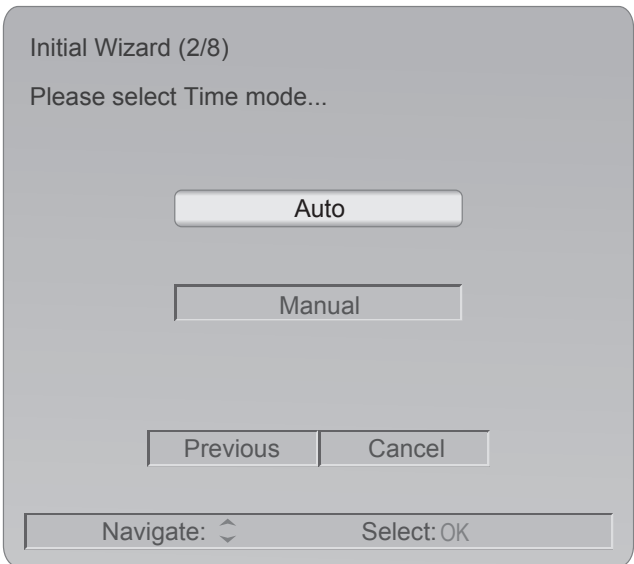 Initial Wizard (2/8)
Please select Time mode...
Auto
Manual
Previous Cancel
Navigate: Select: OK